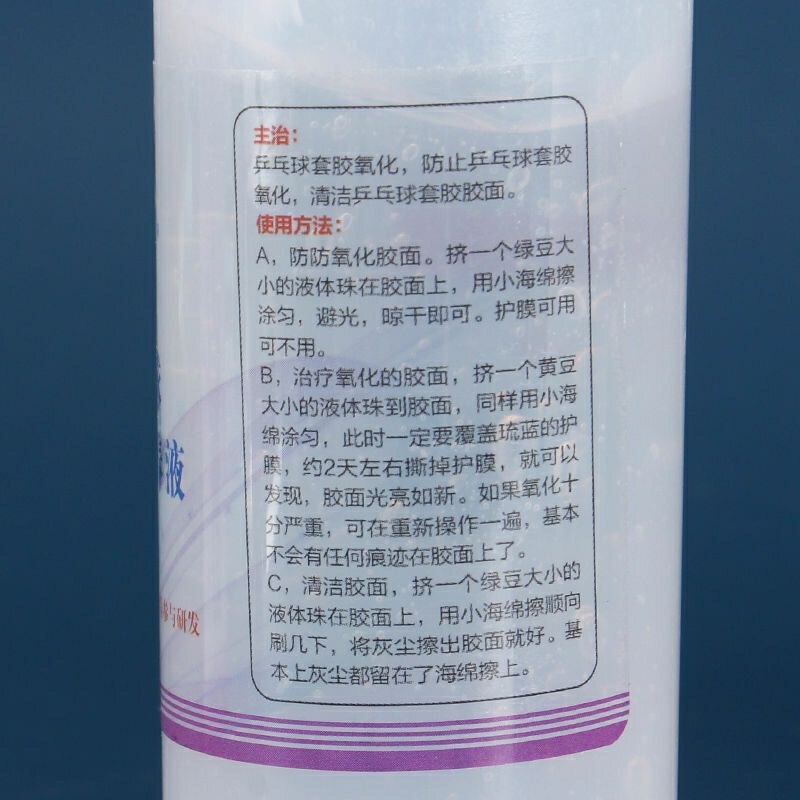 主治：
乒乓球套胶氧化，防止乒乓球套胶
氧化，清洁乒乓球套胶胶面。
使用方法：
A，防防氧化胶面。挤一个绿豆大
小的液体珠在胶面上，用小海绵擦
涂匀，避光，晾干即可。护膜可用
可不用。
B，治疗氧化的胶面，挤一个黄豆
大小的液体珠到胶面，同样用小海
绵涂匀，此时一定要覆盖琉蓝的护
膜，约2天左右撕掉护膜，就可以
发现，胶面光亮如新。如果氧化十
分严重，可在重新操作一遍，基本
不会有任何痕迹在胶面上了。
C，清洁胶面，挤一个绿豆大小的
液体珠在胶面上，用小海绵擦顺向
刷几下，将灰尘擦出胶面就好。基
本上灰尘都留在了海绵擦上。
液
与研发